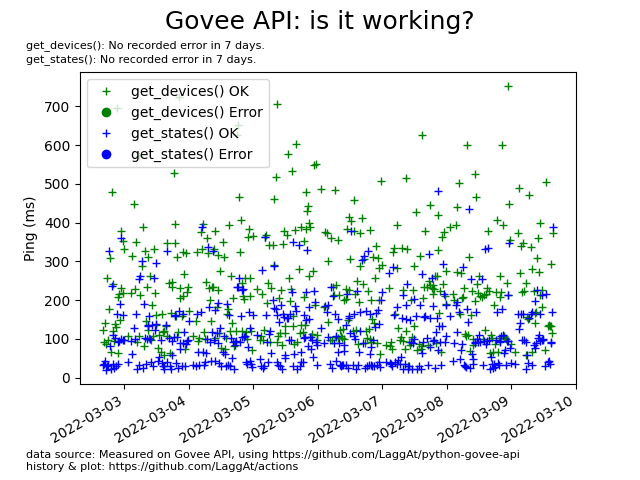 Govee API: is it working?
get_devices(): No recorded error in 7 days.
get_states(): No recorded error in 7 days.
get_devices() OK
get_devices() Error
get_states() OK
get_states() Error
Ping (ms)
700
600
500
400
300
200
100
0
2022-03-03
2022-03-04
2022-03-05
2022-03-06
2022-03-07
2022-03-08
2022-03-09
2022-03-10
data source: Measured on Govee API, using https://github.com/LaggAt/python-govee-api
history & plot: https://github.com/LaggAt/actions